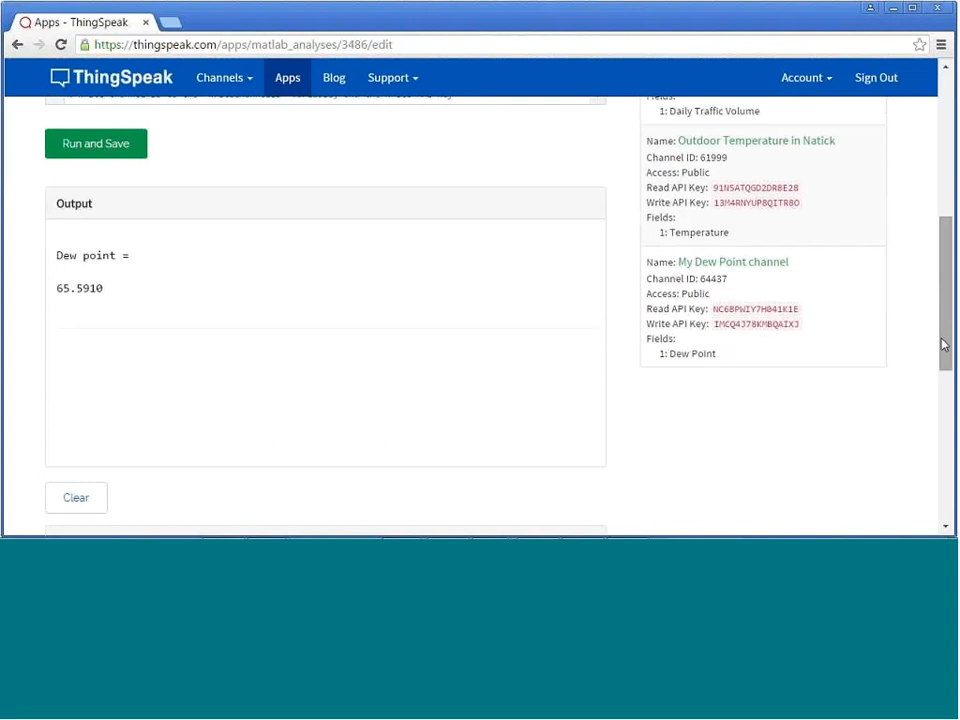 Apps - ThingSpeak
https://thingspeak.com/apps/matlab_analyses/3486/edit
ThingSpeak
Channels
Apps
Blog
Support
Account
Sign Out
Run and Save
Output
Dew point =
65.5910
Clear
Fields:
1: Daily Traffic Volume
Name: Outdoor Temperature in Natick
Channel ID: 61999
Access: Public
Read API Key: 91N5ATQGD2DR8E28
Write API Key: 13M4RNYUP8QITR8O
Fields:
1: Temperature
Name: My Dew Point channel
Channel ID: 64437
Access: Public
Read API Key: NC68PWIY7H041K1E
Write API Key: IMCQ4J78KMBQAIXJ
Fields:
1: Dew Point